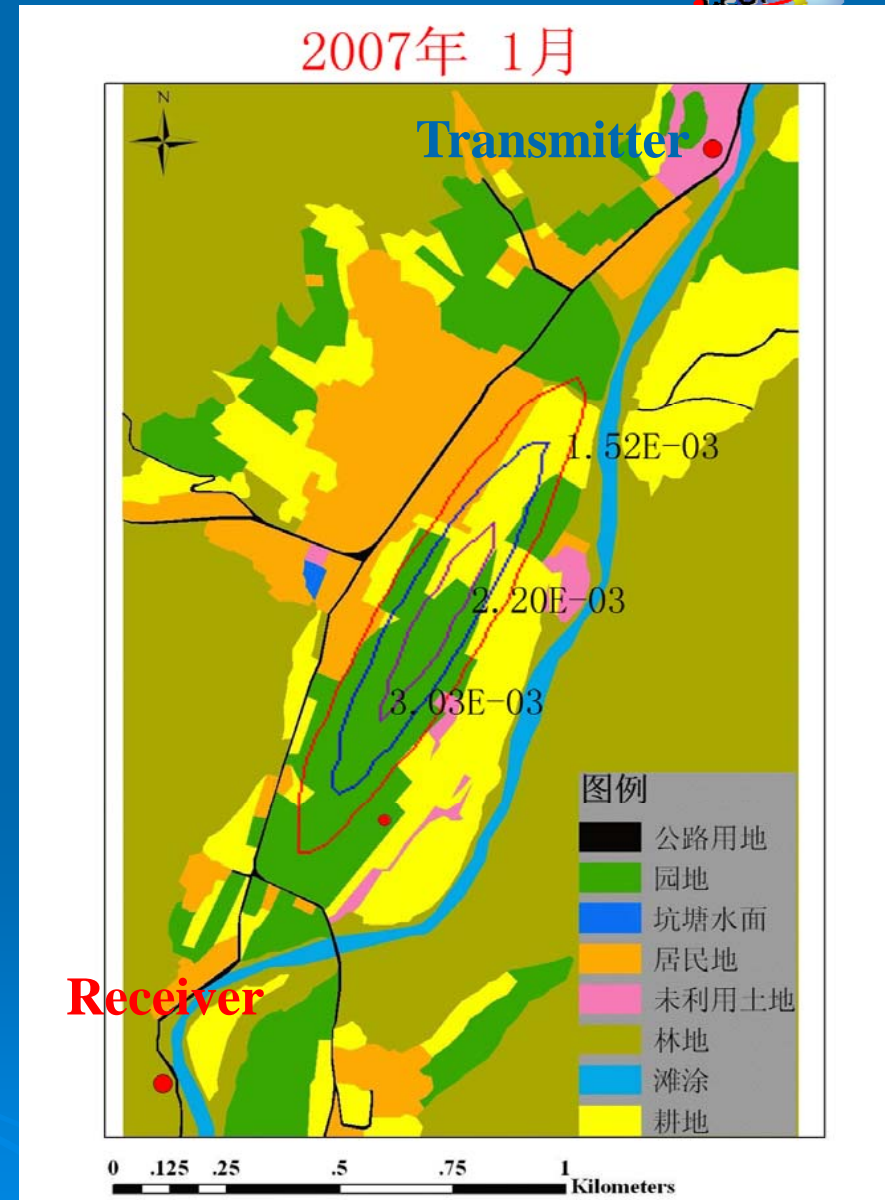 2007年 1月
N
Transmitter
1.52E-03
2.20E-03
3.03E-03
图例
公路用地
园地
坑塘水面
居民地
未利用土地
林地
滩涂
耕地
Receiver
0 .125 .25 .5 .75 1
Kilometers